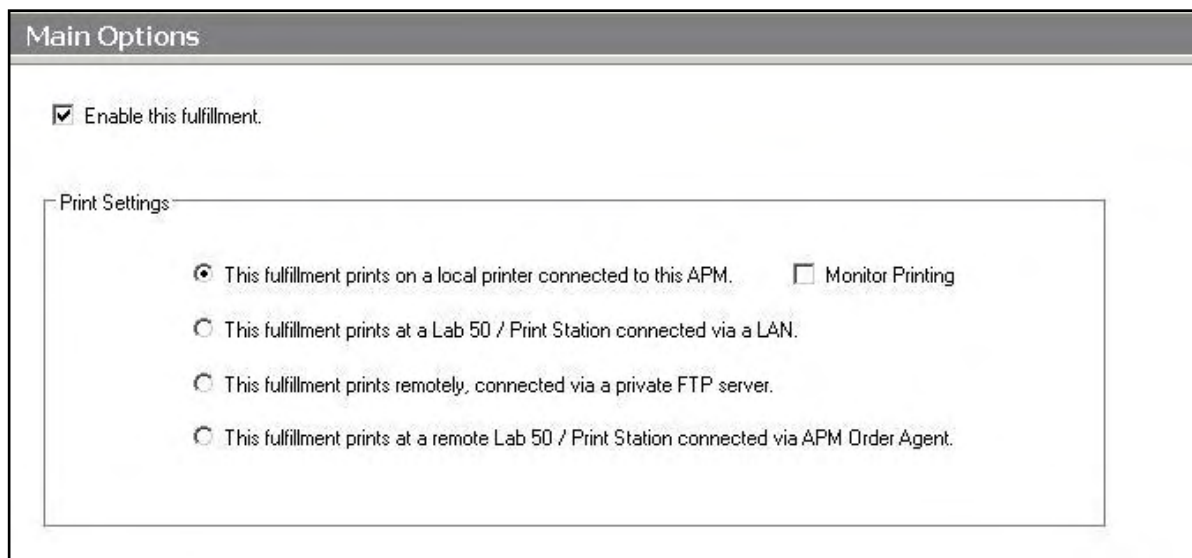 Main Options
Enable this fulfillment.
Print Settings
This fulfillment prints on a local printer connected to this APM. Monitor Printing
This fulfillment prints at a Lab 50 / Print Station connected via a LAN.
This fulfillment prints remotely, connected via a private FTP server.
This fulfillment prints at a remote Lab 50 / Print Station connected via APM Order Agent.